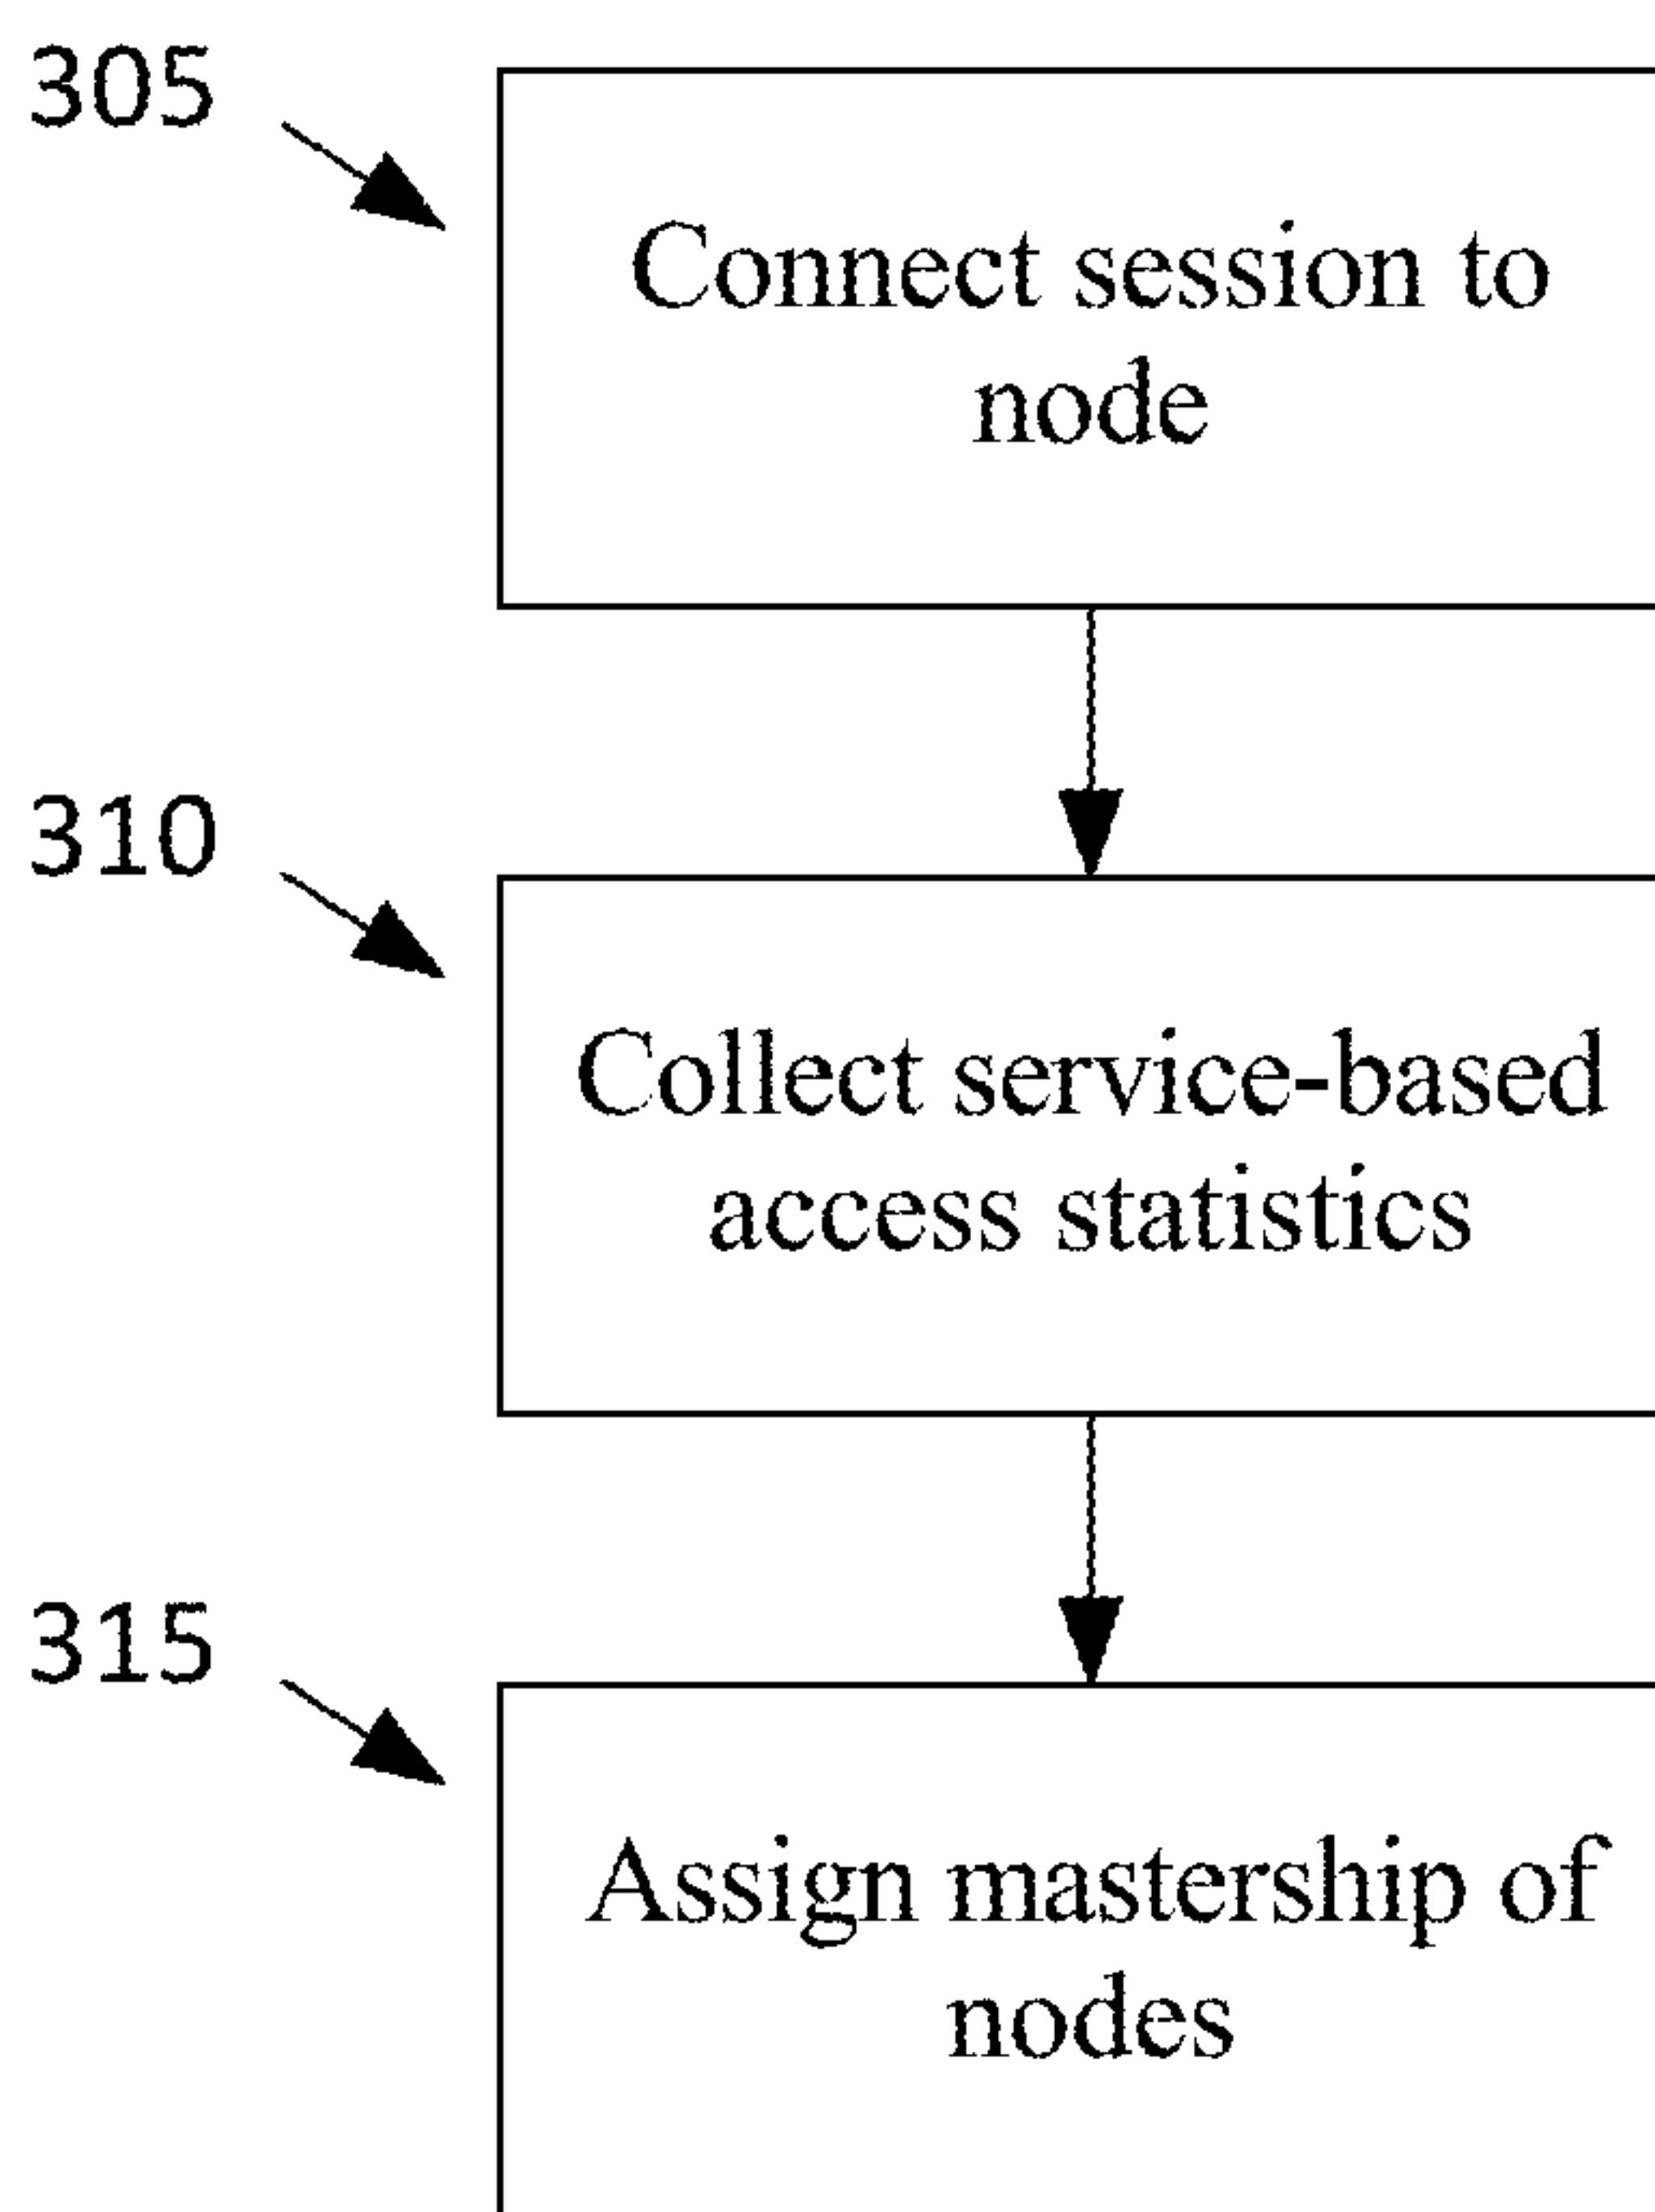 305
Connect session to
node
310
Collect service-based
access statistics
315
Assign mastership of
nodes